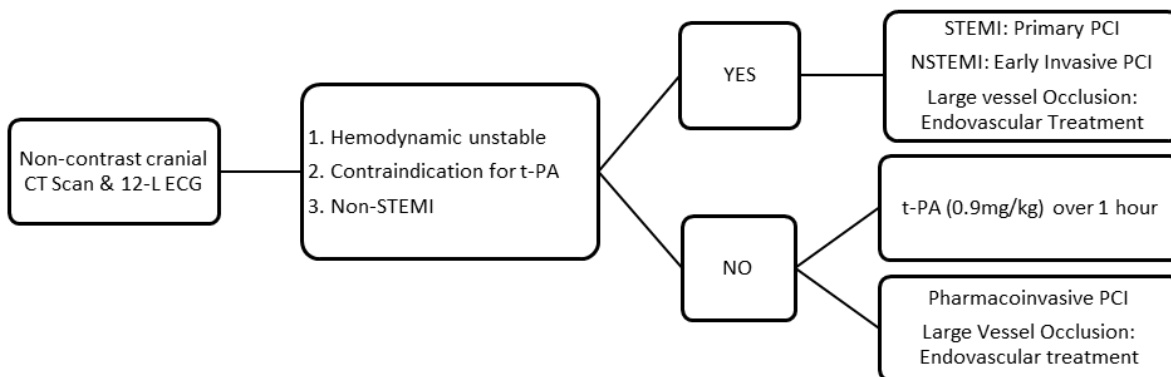 Non-contrast cranial
CT Scan & 12-L ECG
1. Hemodynamic unstable
2. Contraindication for t-PA
3. Non-STEMI
YES
STEMI: Primary PCI
NSTEMI: Early Invasive PCI
Large vessel Occlusion:
Endovascular Treatment
NO
t-PA (0.9mg/kg) over 1 hour
Pharmacoinvasive PCI
Large Vessel Occlusion:
Endovascular treatment